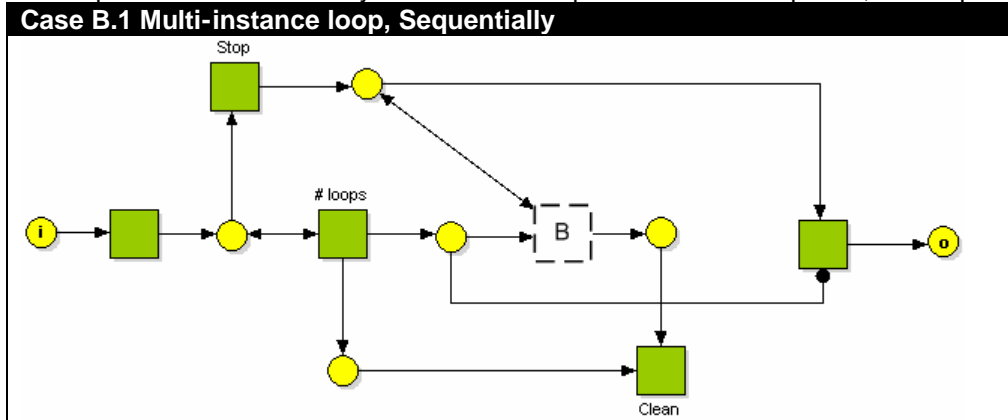 Case B.1 Multi-instance loop, Sequentially
Stop
# loops
i
B
o
Clean